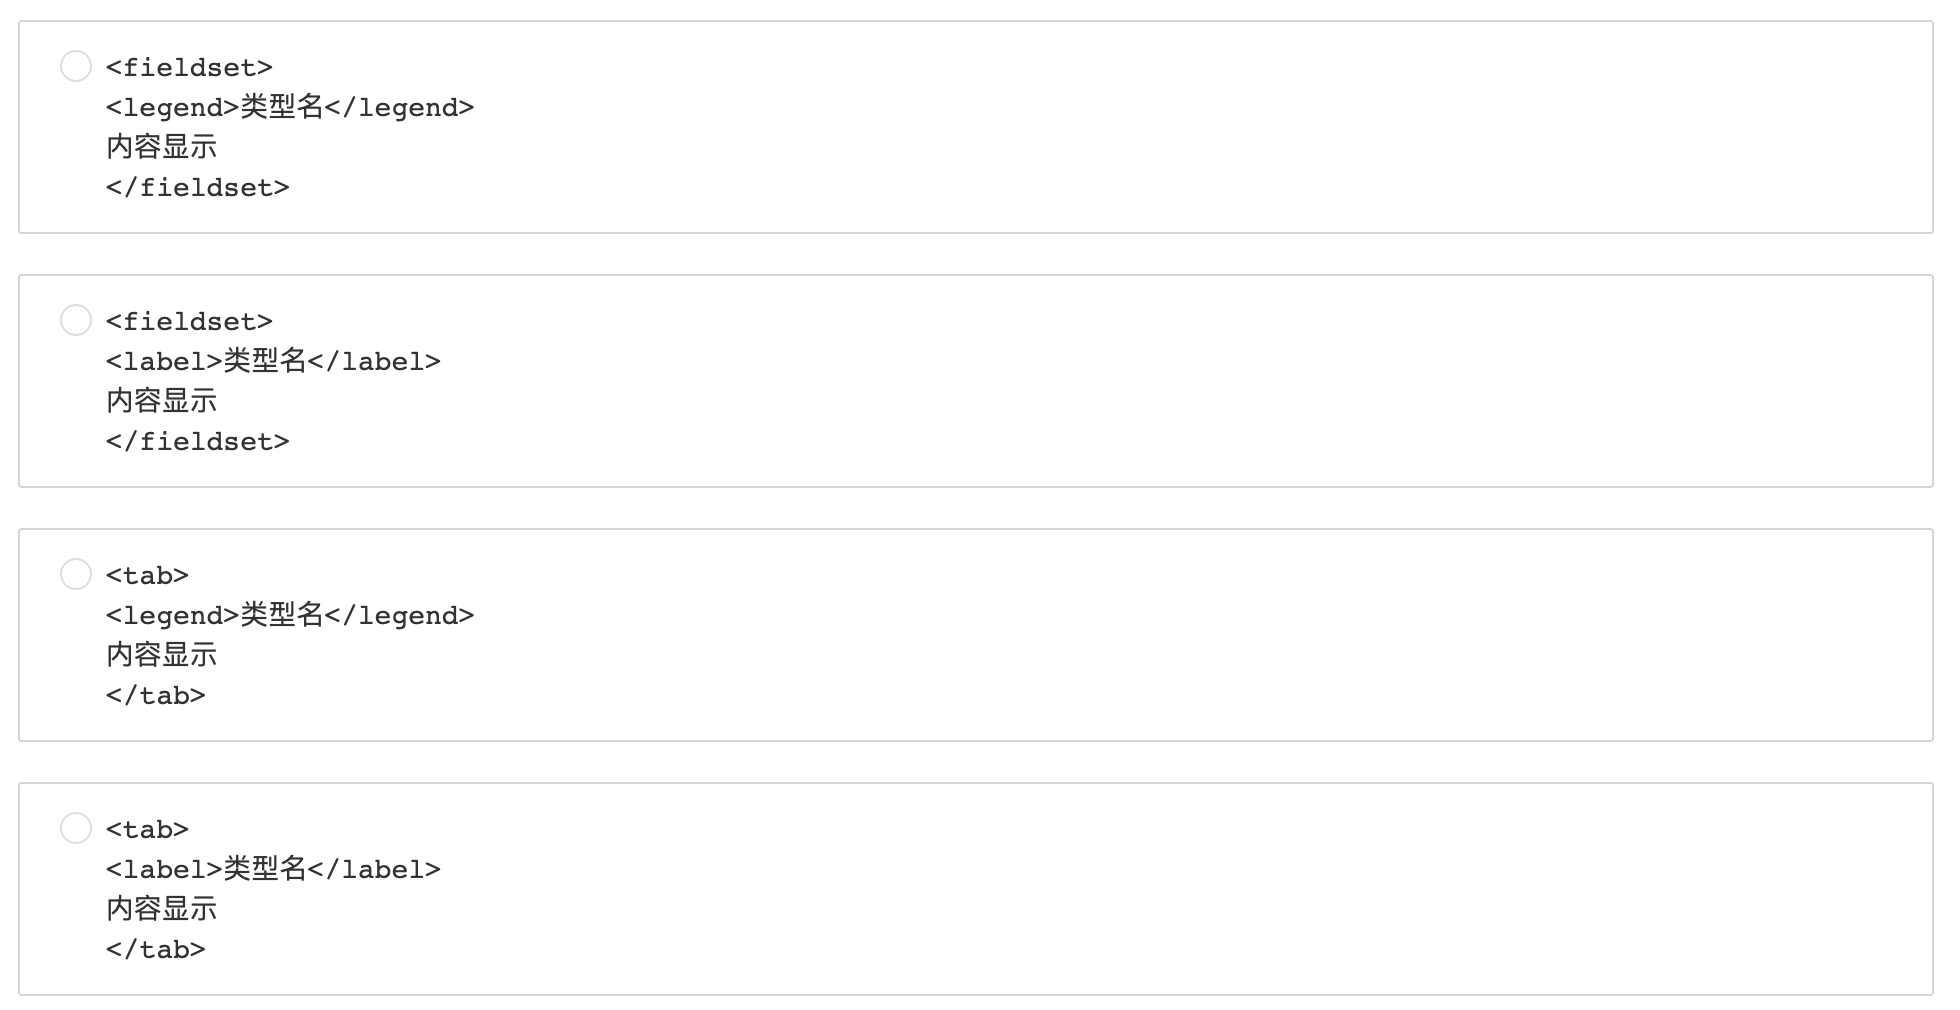 <fieldset>
<legend>类型名</legend>
内容显示
</fieldset>
<fieldset>
<label>类型名</label>
内容显示
</fieldset>
<tab>
<legend>类型名</legend>
内容显示
</tab>
<tab>
<label>类型名</label>
内容显示
</tab>